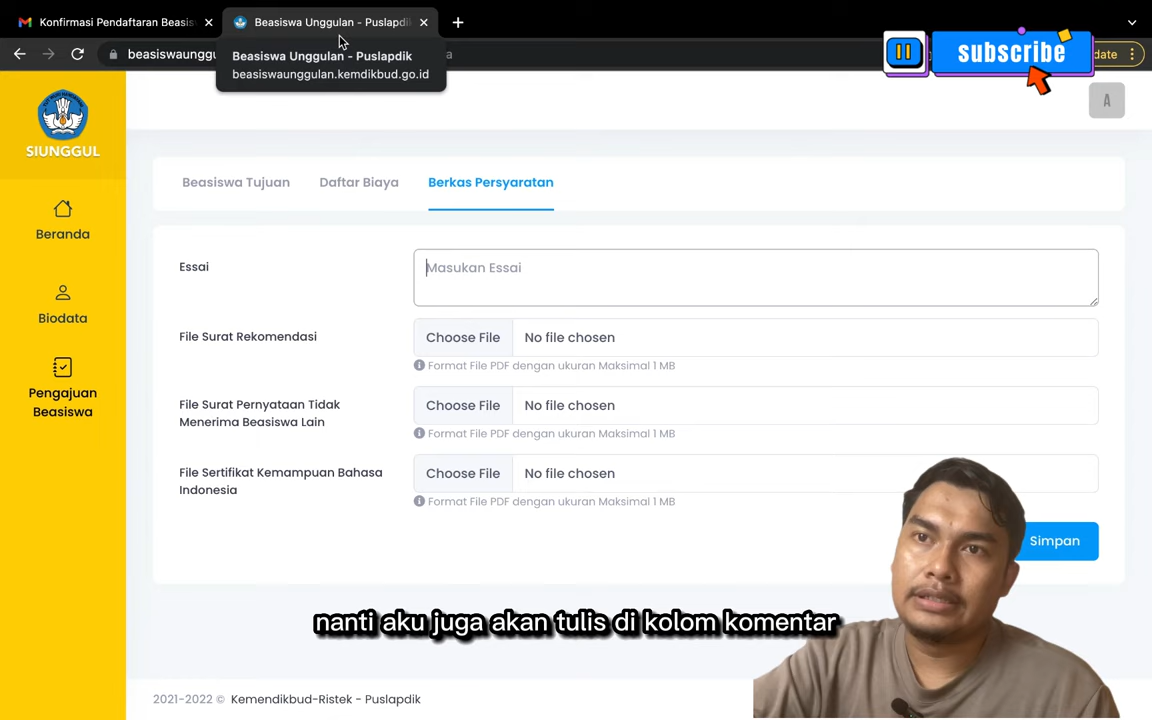 Konfirmasi Pendaftaran Beasis
Beasiswa Unggulan - Puslapdi
beasiswaunggu
Beasiswa Unggulan - Puslapdik
beasiswaunggulan.kemdikbud.go.id
a
subscribe
date
A
SIUNGGUL
Beranda
Biodata
Pengajuan
Beasiswa
Beasiswa Tujuan
Daftar Biaya
Berkas Persyaratan
Essai
Masukan Essai
File Surat Rekomendasi
Choose File
No file chosen
Format File PDF dengan ukuran Maksimal 1 MB
File Surat Pernyataan Tidak
Menerima Beasiswa Lain
Choose File
No file chosen
Format File PDF dengan ukuran Maksimal 1 MB
File Sertifikat Kemampuan Bahasa
Indonesia
Choose File
No file chosen
Format File PDF dengan ukuran Maksimal 1 MB
Simpan
nanti aku juga akan tulis di kolom komentar
2021-2022 © Kemendikbud-Ristek - Puslapdik